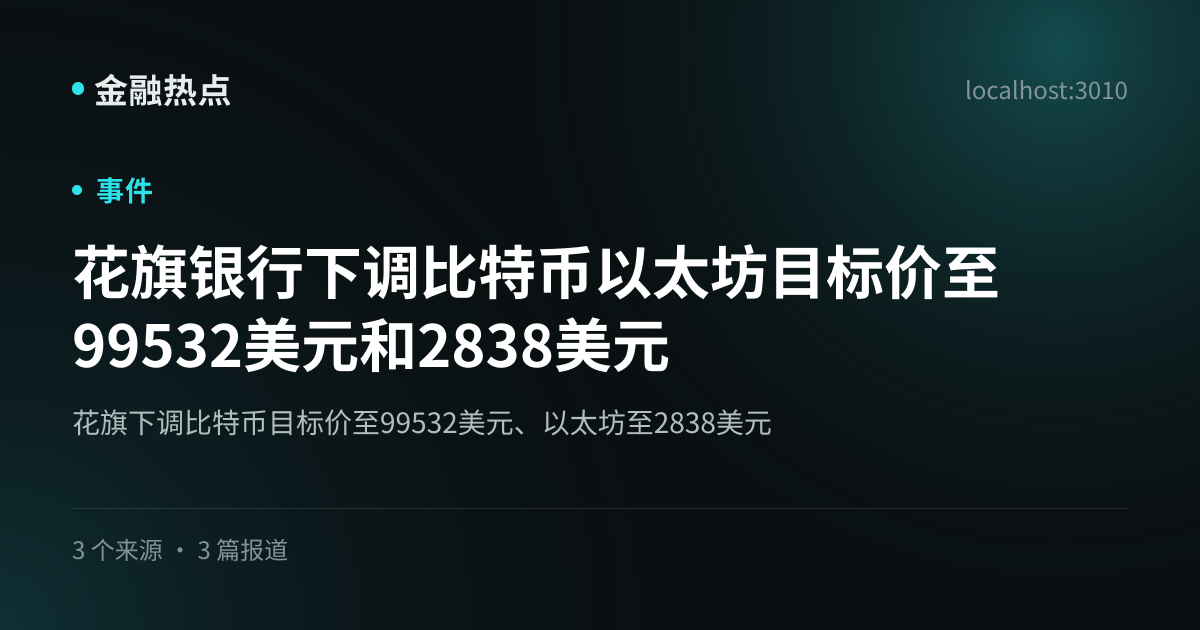 金融热点
localhost:3010
事件
花旗银行下调比特币以太坊目标价至
99532美元和2838美元
花旗下调比特币目标价至99532美元、以太坊至2838美元
3 个来源 · 3 篇报道